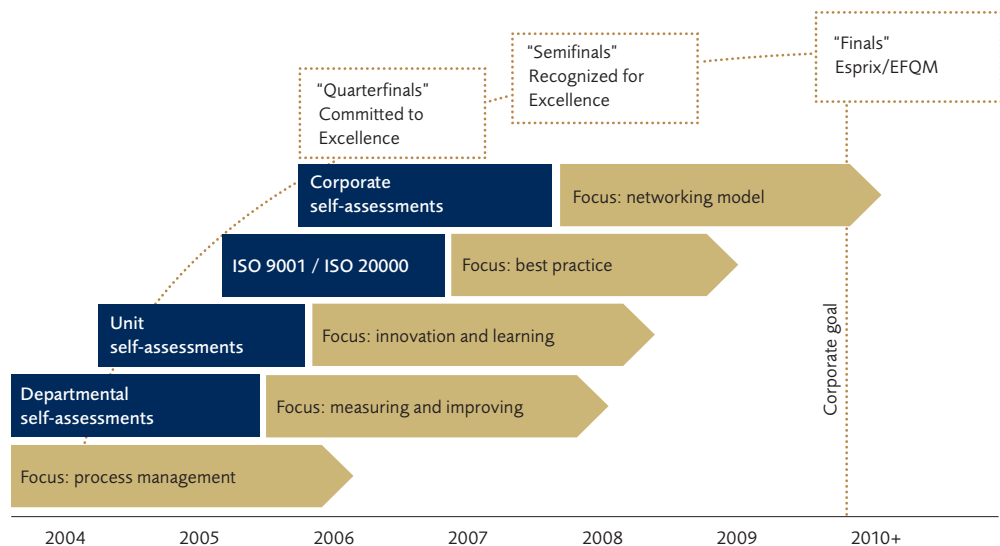 "Finals"
Esprix/EFQM
"Semifinals"
Recognized for
Excellence
"Quarterfinals"
Committed to
Excellence
Corporate
self-assessments
Focus: networking model
ISO 9001 / ISO 20000
Focus: best practice
Unit
self-assessments
Focus: innovation and learning
Departmental
self-assessments
Focus: measuring and improving
Focus: process management
Corporate goal
2004
2005
2006
2007
2008
2009
2010+